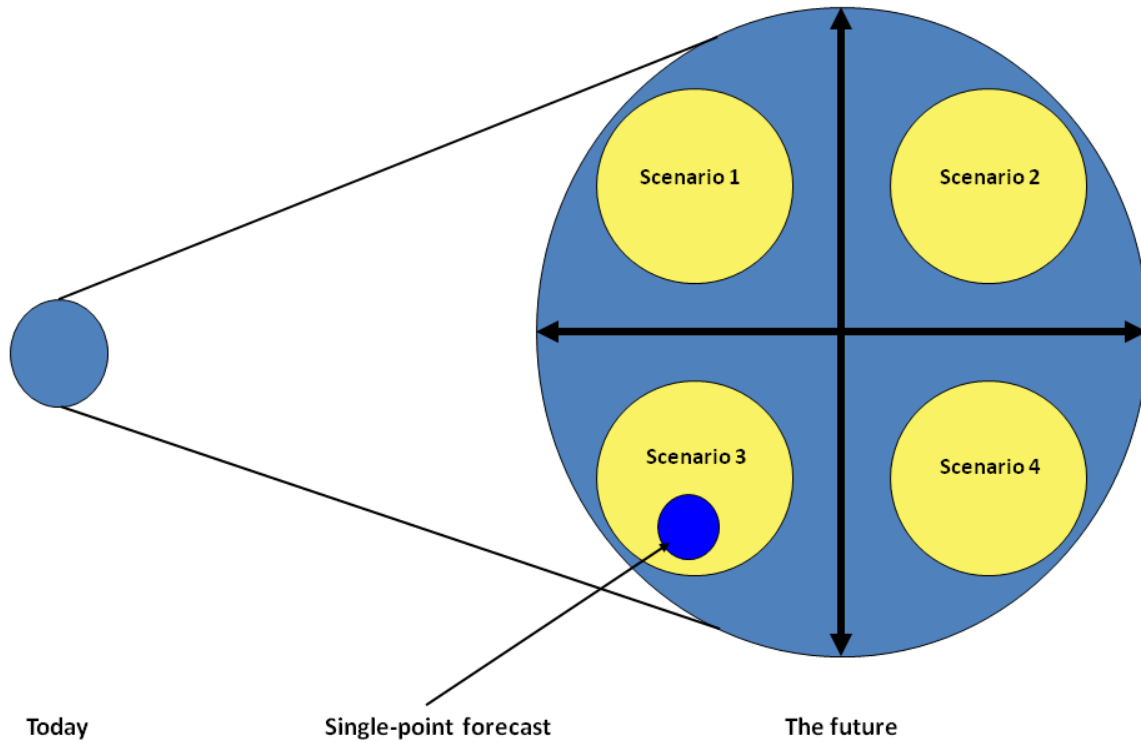 Scenario 1
Scenario 2
Scenario 3
Scenario 4
Today
Single-point forecast
The future